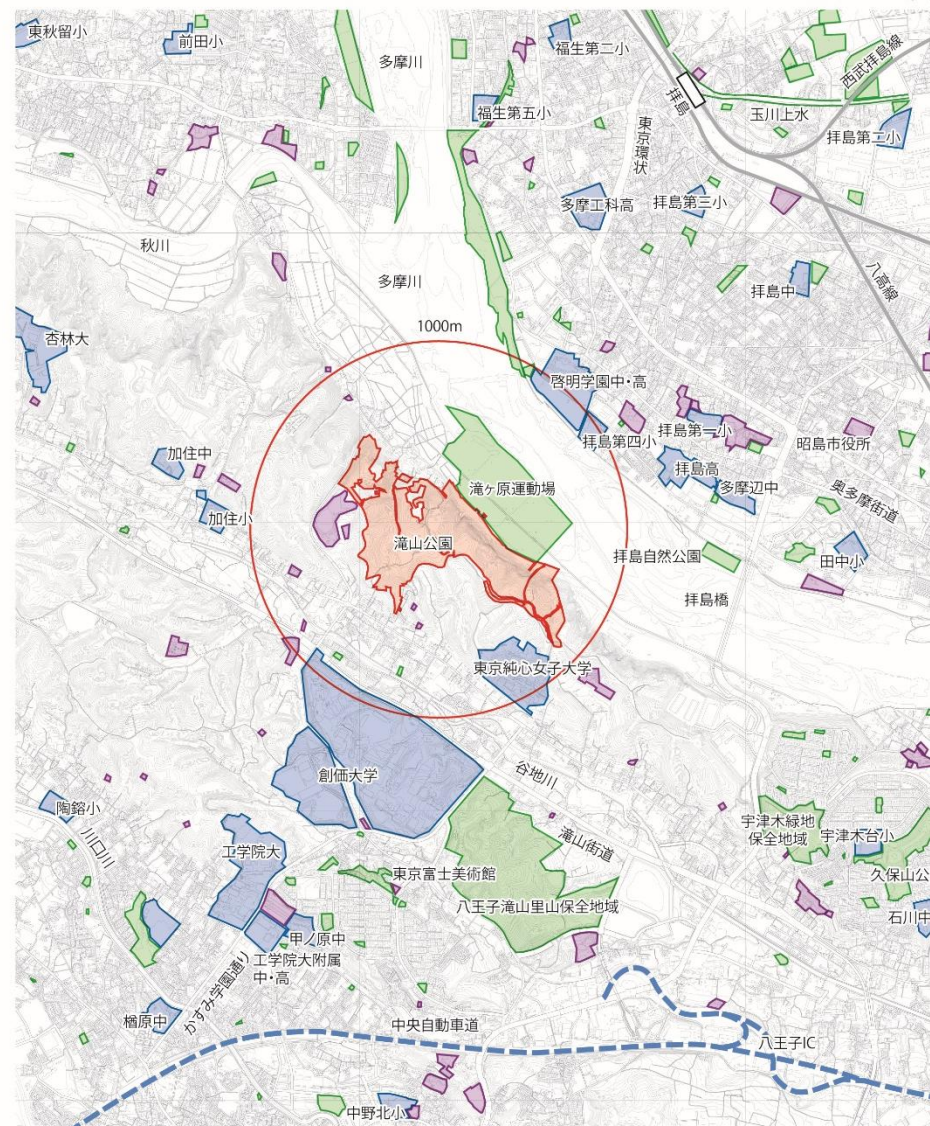 東秋留小
前田小
多摩川
福生第二小
西武拝島線
拝島
玉川上水
福生第五小
東京環状
拝島第二小
多摩工科高
拝島第三小
秋川
多摩川
拝島中
八高線
1000m
杏林大
啓明学園中・高
拝島第四小
拝島第一小
昭島市役所
加住中
拝島高
多摩辺中
滝ヶ原運動場
奥多摩街道
加住小
滝山公園
拝島自然公園
田中小
拝島橋
東京純心女子大学
谷地川
創価大学
陶鎔小
川口川
滝山街道
宇津木緑地
保全地域
宇津木台小
工学院大
東京富士美術館
久保山公
八王子滝山里山保全地域
石川中
甲ノ原中
工学院大附属
中・高
かすみ学園通り
楢原中
中央自動車道
八王子IC
中野北小